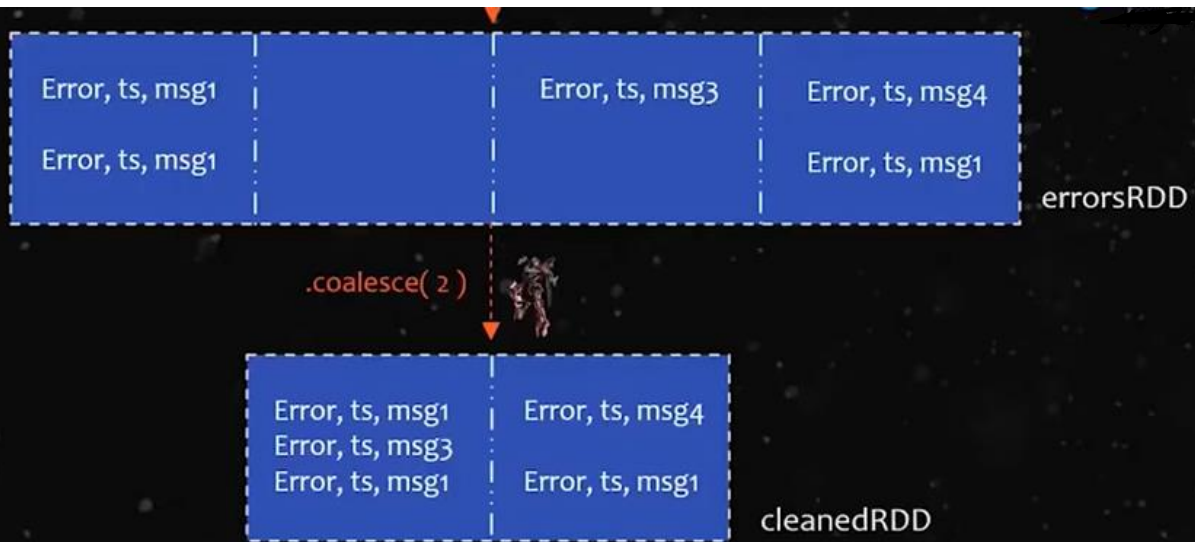 Error, ts, msg1
Error, ts, msg3
Error, ts, msg4
Error, ts, msg1
Error, ts, msg1
errorsRDD
.coalesce( 2 )
Error, ts, msg1
Error, ts, msg4
Error, ts, msg3
Error, ts, msg1
Error, ts, msg1
cleanedRDD